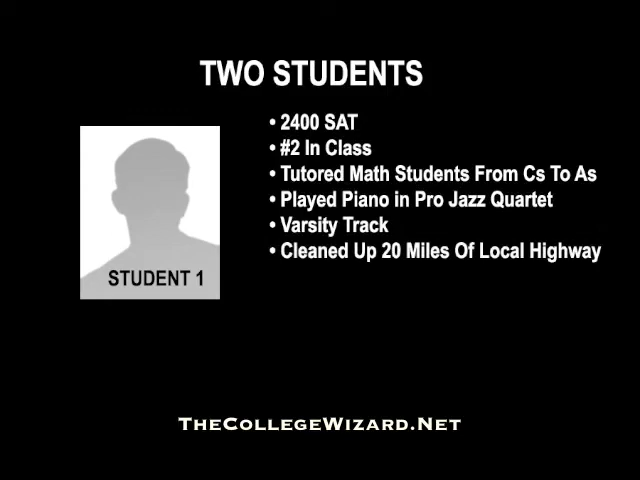 TWO STUDENTS
• 2400 SAT
• #2 In Class
• Tutored Math Students From Cs To As
• Played Piano in Pro Jazz Quartet
• Varsity Track
• Cleaned Up 20 Miles Of Local Highway
STUDENT 1
TheCollegeWizard.Net